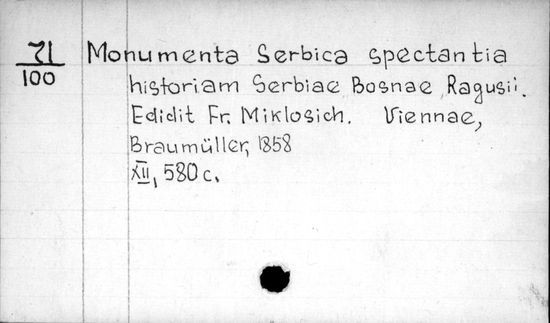 71
100
Monumenta Serbica spectantia
historiam Serbiae Bosnae Ragusii.
Edidit Fr. Miklosich. Viennae,
Braumüller, 1858
XII, 580 c.